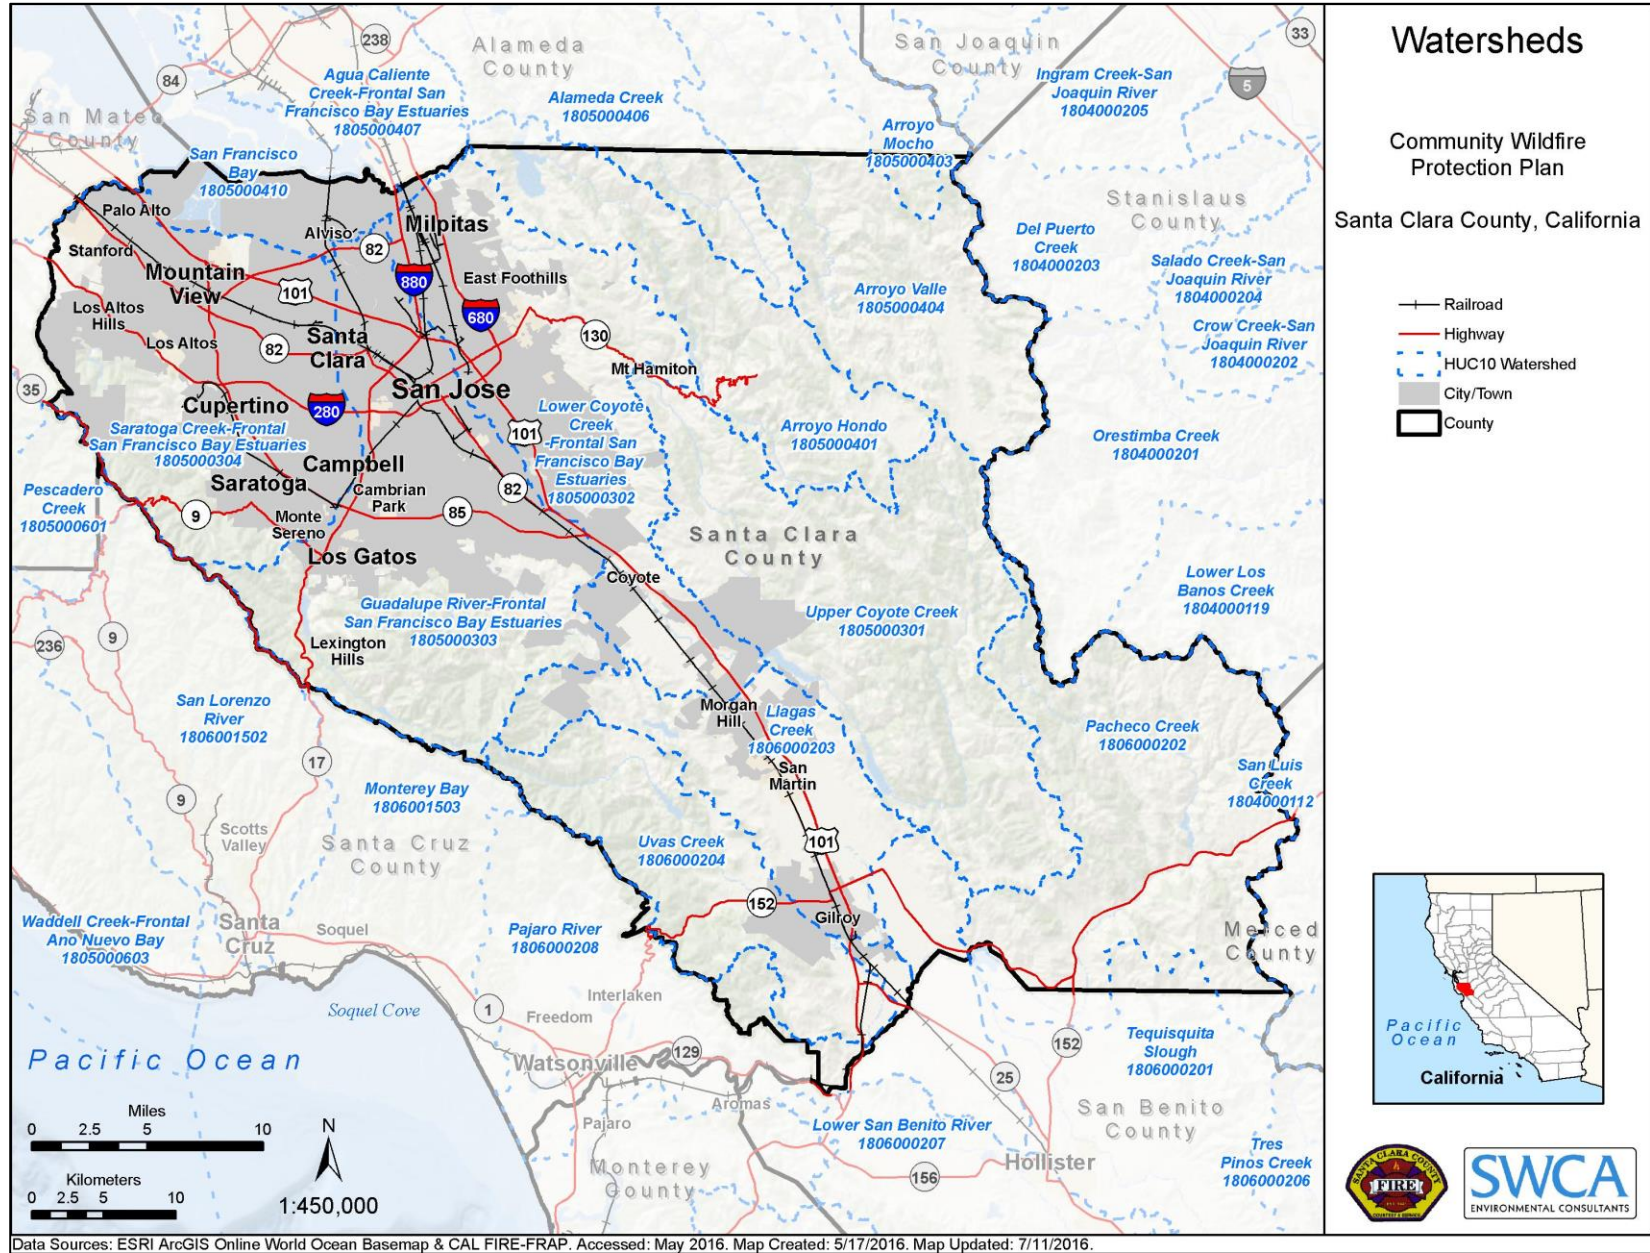 Watersheds
Community Wildfire
Protection Plan
Santa Clara County, California
Railroad
Highway
HUC10 Watershed
City/Town
County
238
84
33
5
Alameda
County
San Joaquin
County
San Mateo
County
Stanislaus
County
Agua Caliente
Creek-Frontal San
Francisco Bay Estuaries
1805000407
Alameda Creek
1805000406
Ingram Creek-San
Joaquin River
1804000205
Arroyo
Mocho
1805000403
San Francisco
Bay
1805000410
Palo Alto
Stanford
Alviso
Milpitas
82
Mountain
View
101
880
East Foothills
680
Los Altos
Hills
Los Altos
82
Santa
Clara
130
Mt Hamiton
Arroyo Valle
1805000404
Del Puerto
Creek
1804000203
Salado Creek-San
Joaquin River
1804000204
Crow Creek-San
Joaquin River
1804000202
35
San Jose
Cupertino
280
Saratoga Creek-Frontal
San Francisco Bay Estuaries
1805000304
Lower Coyote
Creek
-Frontal San
Francisco Bay
Estuaries
1805000302
101
Arroyo Hondo
1805000401
Orestimba Creek
1804000201
Campbell
Saratoga
82
Cambrian
Park
85
Pescadero
Creek
1805000601
9
Monte
Sereno
Los Gatos
Santa Clara
County
Coyote
Guadalupe River-Frontal
San Francisco Bay Estuaries
1805000303
Upper Coyote Creek
1805000301
Lower Los
Banos Creek
1804000119
236
9
Lexington
Hills
San Lorenzo
River
1806001502
Morgan
Hill
Llagas
Creek
1806000203
Pacheco Creek
1806000202
San Luis
Creek
1804000112
17
San
Martin
Monterey Bay
1806001503
9
Scotts
Valley
Santa Cruz
County
Uvas Creek
1806000204
101
152
Gilroy
Waddell Creek-Frontal
Ano Nuevo Bay
1805000603
Santa
Cruz
Soquel
Pajaro River
1806000208
Merced
County
Interlaken
Soquel Cove
1
Freedom
Pacific Ocean
Watsonville
129
152
Tequisquita
Slough
1806000201
25
Aromas
Pajaro
San Benito
County
Lower San Benito River
1806000207
Monterey
County
156
Hollister
Tres
Pinos Creek
1806000206
Miles
0 2.5 5 10
Kilometers
0 2.5 5 10
N
1:450,000
Pacific
Ocean
California
SANTA CLARA COUNTY
FIRE
COURTESY & SERVICE
SWCA
ENVIRONMENTAL CONSULTANTS
Data Sources: ESRI ArcGIS Online World Ocean Basemap & CAL FIRE-FRAP. Accessed: May 2016. Map Created: 5/17/2016. Map Updated: 7/11/2016.